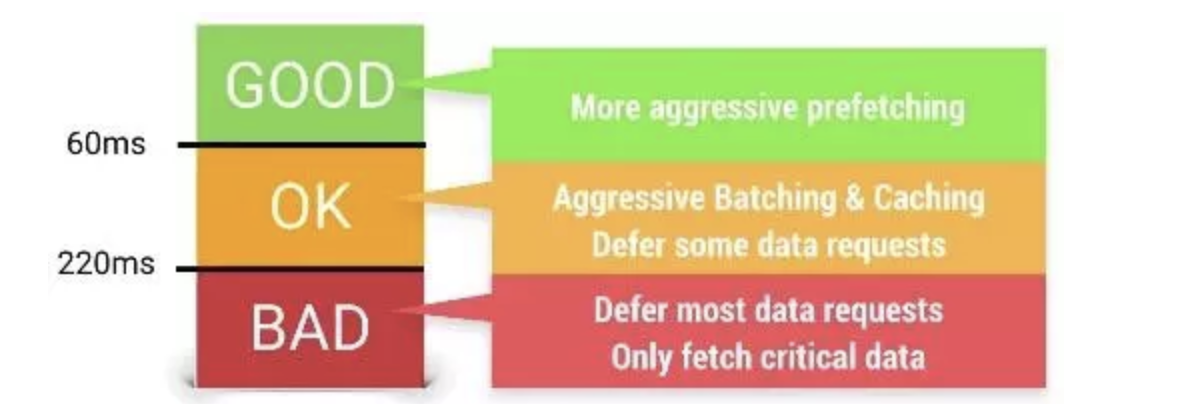 GOOD
More aggressive prefetching
60ms
OK
Aggressive Batching & Caching
Defer some data requests
220ms
BAD
Defer most data requests
Only fetch critical data